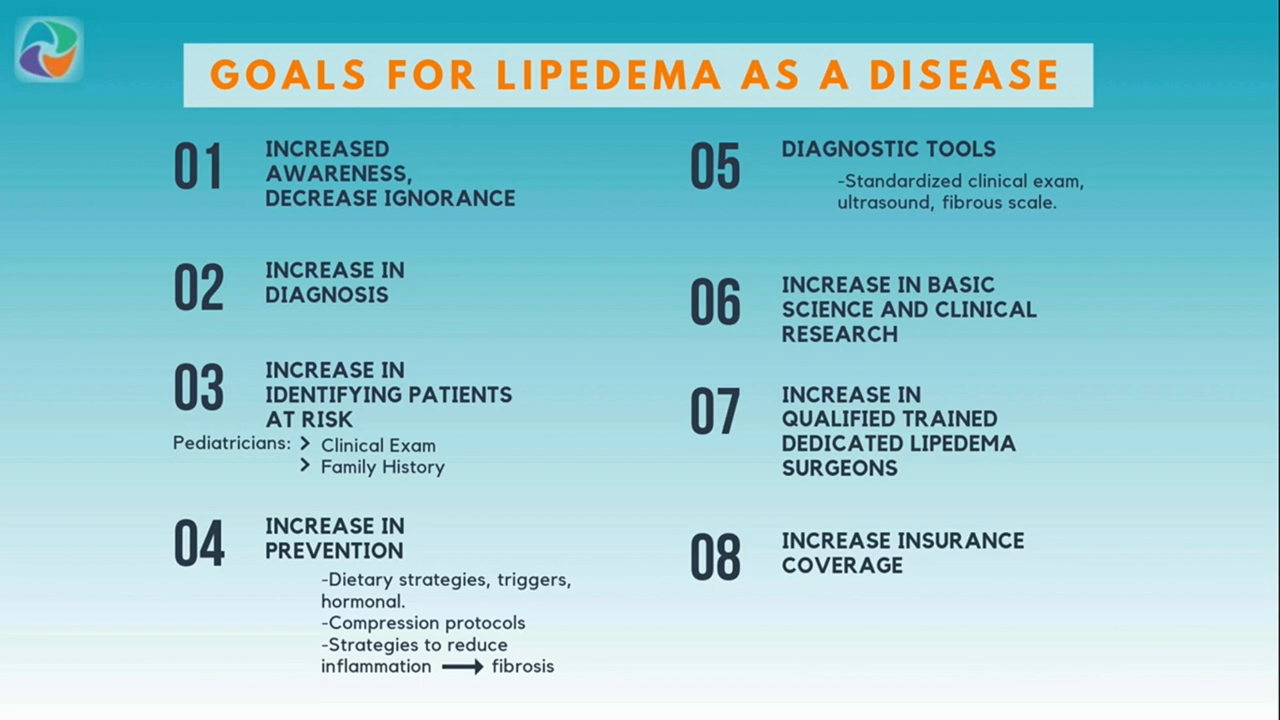 GOALS FOR LIPEDEMA AS A DISEASE
01
INCREASED
AWARENESS,
DECREASE IGNORANCE
02
INCREASE IN
DIAGNOSIS
03
INCREASE IN
IDENTIFYING PATIENTS
AT RISK
Pediatricians: > Clinical Exam
> Family History
04
INCREASE IN
PREVENTION
-Dietary strategies, triggers,
hormonal.
-Compression protocols
-Strategies to reduce
inflammation → fibrosis
05
DIAGNOSTIC TOOLS
-Standardized clinical exam,
ultrasound, fibrous scale.
06
INCREASE IN BASIC
SCIENCE AND CLINICAL
RESEARCH
07
INCREASE IN
QUALIFIED TRAINED
DEDICATED LIPEDEMA
SURGEONS
08
INCREASE INSURANCE
COVERAGE